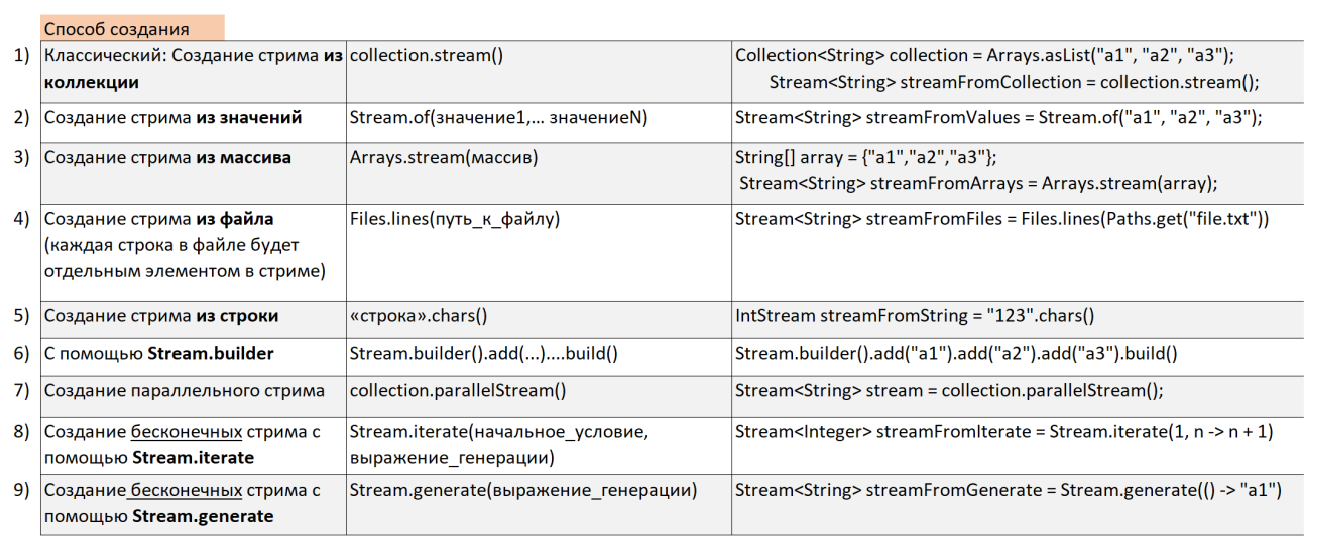 Способ создания
1) Классический: Создание стрима из коллекции collection.stream() Collection<String> collection = Arrays.asList("a1", "a2", "a3");
Stream<String> streamFromCollection = collection.stream();
2) Создание стрима из значений Stream.of(значение1,... значениеN) Stream<String> streamFromValues = Stream.of("a1", "a2", "a3");
3) Создание стрима из массива Arrays.stream(массив) String[] array = {"a1","a2","a3"};
Stream<String> streamFromArrays = Arrays.stream(array);
4) Создание стрима из файла Files.lines(путь_к_файлу) Stream<String> streamFromFiles = Files.lines(Paths.get("file.txt"))
(каждая строка в файле будет
отдельным элементом в стриме)
5) Создание стрима из строки «строка».chars() IntStream streamFromString = "123".chars()
6) С помощью Stream.builder Stream.builder().add(...)....build() Stream.builder().add("a1").add("a2").add("a3").build()
7) Создание параллельного стрима collection.parallelStream() Stream<String> stream = collection.parallelStream();
8) Создание бесконечных стрима с Stream.iterate(начальное_условие, Stream<Integer> streamFromIterate = Stream.iterate(1, n -> n + 1)
помощью Stream.iterate выражение_генерации)
9) Создание бесконечных стрима с Stream.generate(выражение_генерации) Stream<String> streamFromGenerate = Stream.generate(() -> "a1")
помощью Stream.generate